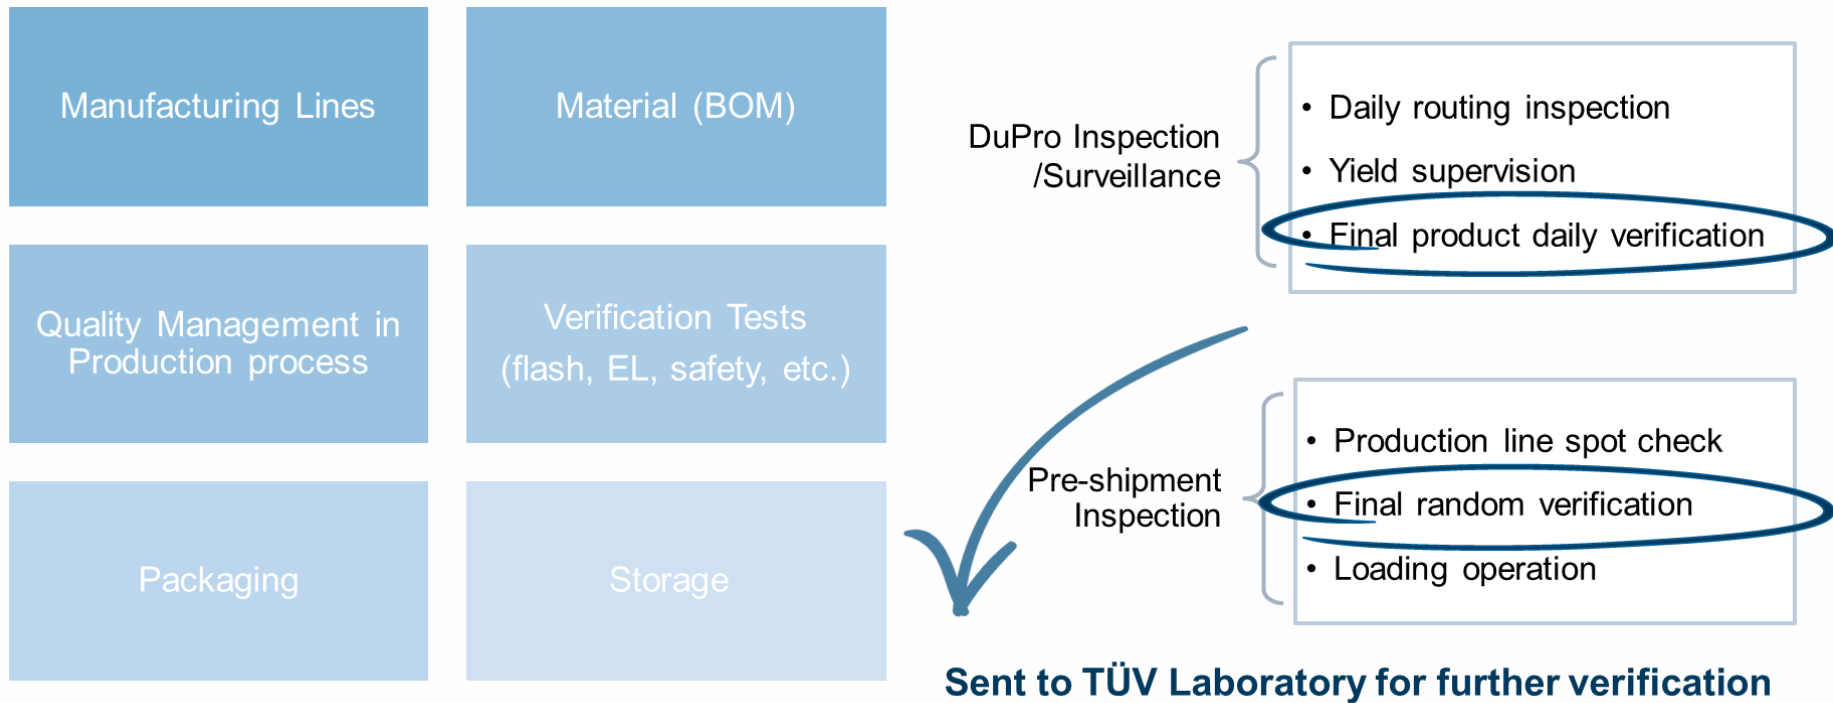 Manufacturing Lines
Material (BOM)
Quality Management in
Production process
Verification Tests
(flash, EL, safety, etc.)
Packaging
Storage
DuPro Inspection
/Surveillance
• Daily routing inspection
• Yield supervision
• Final product daily verification
Pre-shipment
Inspection
• Production line spot check
• Final random verification
• Loading operation
Sent to TÜV Laboratory for further verification